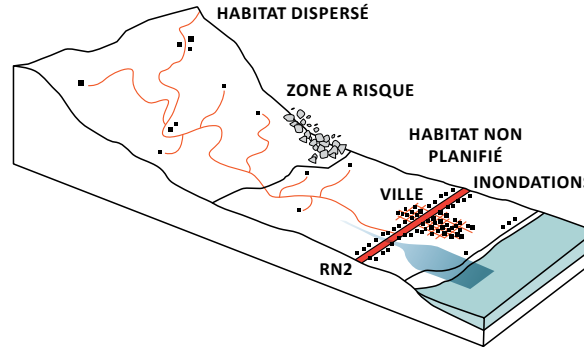 HABITAT DISPERSÉ
ZONE A RISQUE
HABITAT NON
PLANIFIÉ
INONDATIONS
VILLE
RN2